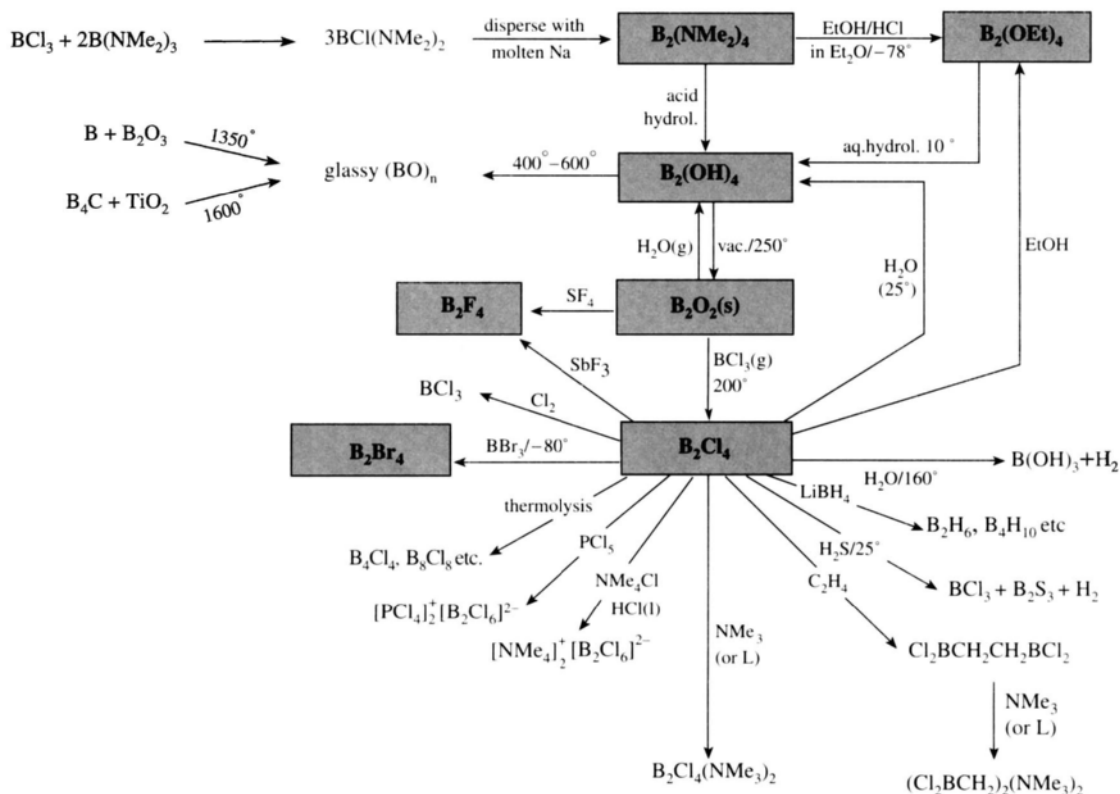 BCl₃ + 2B(NMe₂)₃
3BCl(NMe₂)₂
disperse with
molten Na
B₂(NMe₂)₄
EtOH/HCl
in Et₂O/−78°
B₂(OEt)₄
acid
hydrol.
B + B₂O₃
1350°
glassy (BO)ₙ
400°−600°
B₂(OH)₄
aq.hydrol. 10 °
B₄C + TiO₂
1600°
H₂O(g)
vac./250°
H₂O
(25°)
EtOH
B₂F₄
SF₄
B₂O₂(s)
SbF₃
BCl₃(g)
200°
BCl₃
Cl₂
B₂Br₄
BBr₃/−80°
B₂Cl₄
H₂O/160°
B(OH)₃+H₂
thermolysis
LiBH₄
B₂H₆, B₄H₁₀ etc
B₄Cl₄, B₈Cl₈ etc.
PCl₅
H₂S/25°
NMe₄Cl
HCl(l)
C₂H₄
BCl₃ + B₂S₃ + H₂
[PCl₄]₂⁺[B₂Cl₆]²⁻
[NMe₄]₂⁺[B₂Cl₆]²⁻
NMe₃
(or L)
Cl₂BCH₂CH₂BCl₂
NMe₃
(or L)
B₂Cl₄(NMe₃)₂
(Cl₂BCH₂)₂(NMe₃)₂